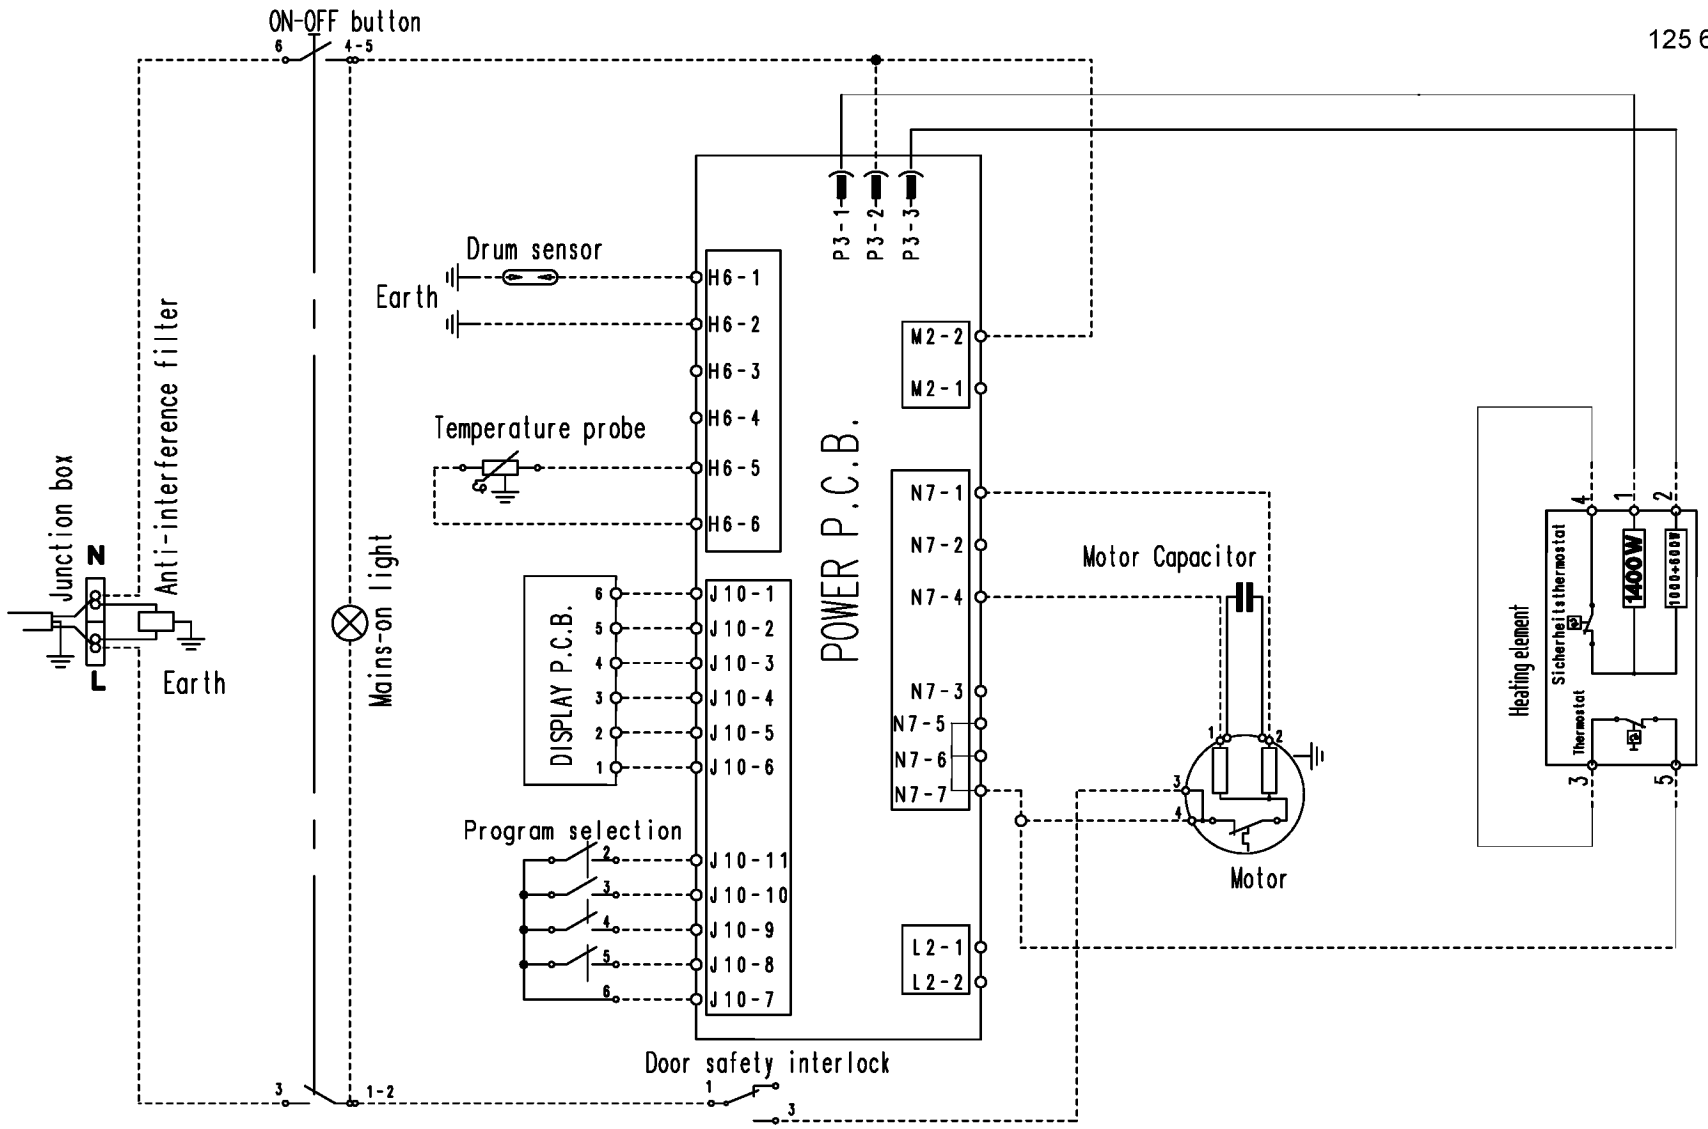 ON-OFF button
6
4-5
125 6
P3-1
P3-2
P3-3
Drum sensor
Earth
H6-1
H6-2
H6-3
H6-4
H6-5
H6-6
Temperature probe
M2-2
M2-1
POWER P.C.B.
N7-1
N7-2
N7-4
N7-3
N7-5
N7-6
N7-7
Motor Capacitor
Junction box
N
L
Anti-interference filter
Earth
Mains-on light
DISPLAY P.C.B.
6
5
4
3
2
1
J10-1
J10-2
J10-3
J10-4
J10-5
J10-6
Program selection
2
3
4
5
6
J10-11
J10-10
J10-9
J10-8
J10-7
1
2
3
4
Motor
L2-1
L2-2
Heating element
4
1
2
Sicherheitsthermostat
1400W
1000+600W
Thermostat
3
5
Door safety interlock
3
1-2
1
3